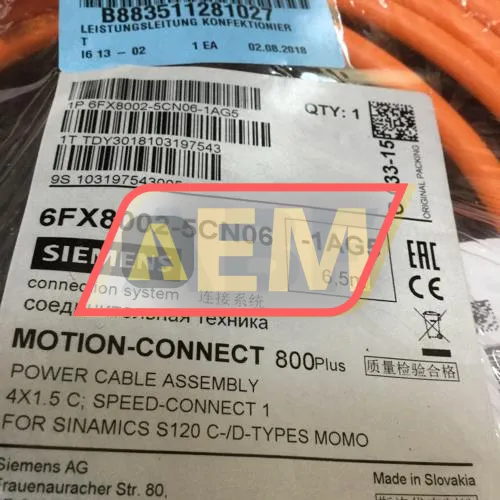 B883511281027
LEISTUNGSLEITUNG KONFEKTIONIER
T
I6 13 - 02 1 EA 02.08.2018
1P 6FX8002-5CN06-1AG5
QTY: 1
1T TDY3018103197543
9S 103197543005
ORIGINAL PACKING
33-15
6FX8002-5CN06-1AG5
SIEMENS
6,5m
EAC
CE
connection system 连接系统
соединительная техника
AEM
MOTION-CONNECT 800Plus
质量检验合格
POWER CABLE ASSEMBLY
4X1.5 C; SPEED-CONNECT 1
FOR SINAMICS S120 C-/D-TYPES MOMO
Siemens AG
Frauenauracher Str. 80,
Made in Slovakia